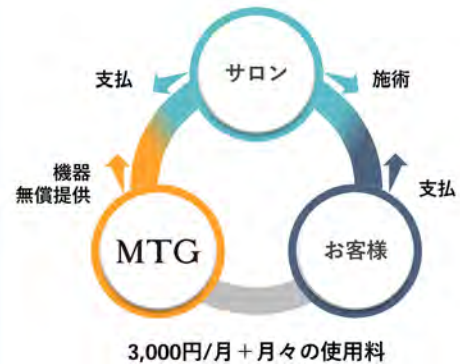 サロン
支払
施術
機器
無償提供
支払
MTG
お客様
3,000円/月＋月々の使用料